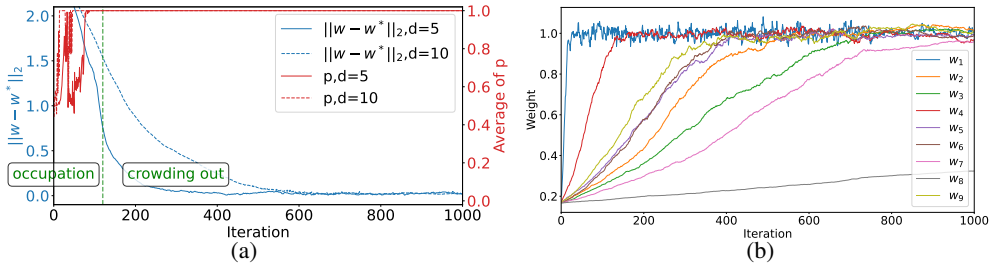 ||w − w*||₂,d=5
||w − w*||₂,d=10
p,d=5
p,d=10
occupation
crowding out
2.0
1.5
1.0
0.5
0.0
||w − w*||₂
1.0
0.8
0.6
0.4
0.2
0.0
Average of p
0 200 400 600 800 1000
Iteration
(a)
1.0
0.8
0.6
0.4
0.2
Weight
w₁
w₂
w₃
w₄
w₅
w₆
w₇
w₈
w₉
0 200 400 600 800 1000
Iteration
(b)